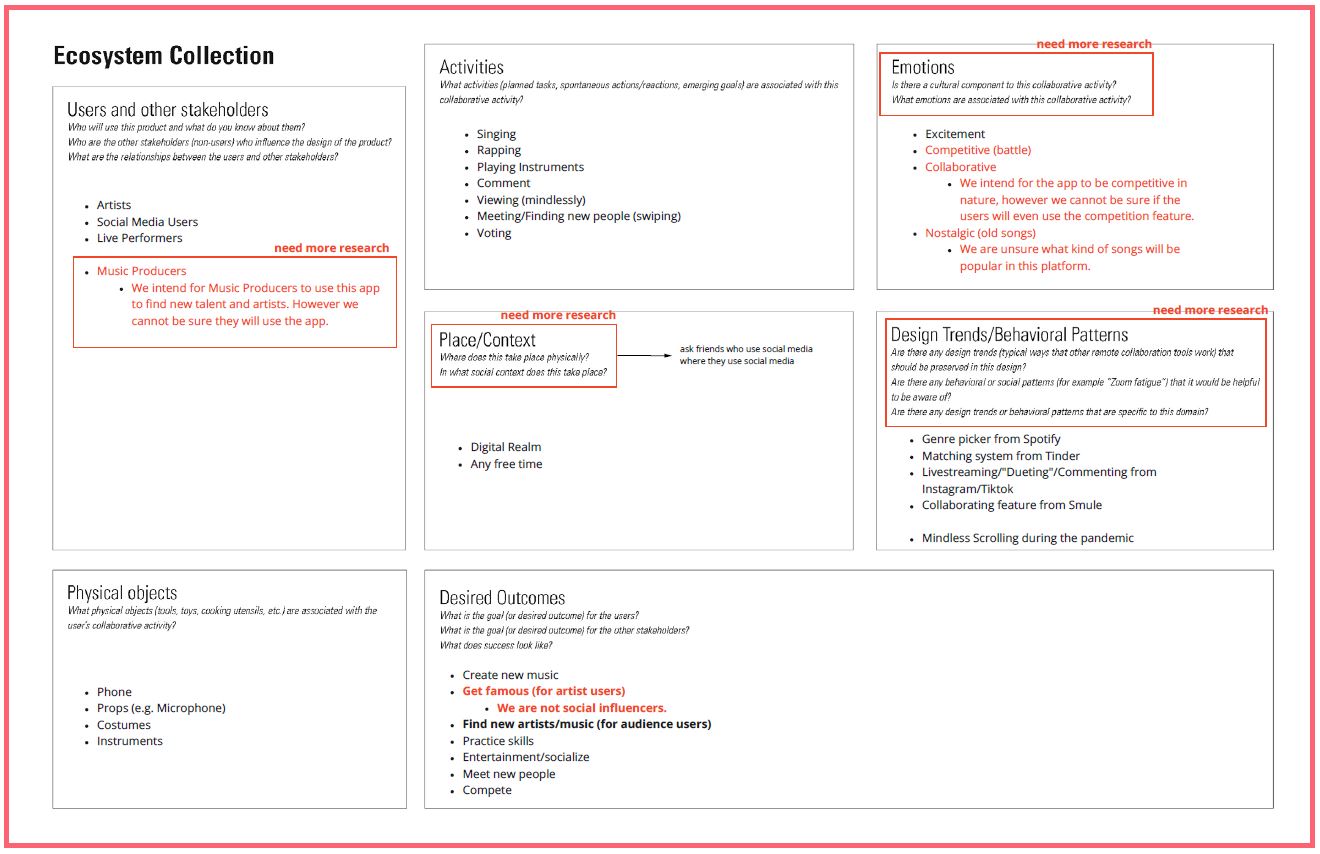 Ecosystem Collection
Users and other stakeholders
Who will use this product and what do you know about them?
Who are the other stakeholders (non-users) who influence the design of the product?
What are the relationships between the users and other stakeholders?
• Artists
• Social Media Users
• Live Performers
need more research
• Music Producers
• We intend for Music Producers to use this app
to find new talent and artists. However we
cannot be sure they will use the app.
Activities
What activities (planned tasks, spontaneous actions/reactions, emerging goals) are associated with this
collaborative activity?
• Singing
• Rapping
• Playing Instruments
• Comment
• Viewing (mindlessly)
• Meeting/Finding new people (swiping)
• Voting
need more research
Emotions
Is there a cultural component to this collaborative activity?
What emotions are associated with this collaborative activity?
• Excitement
• Competitive (battle)
• Collaborative
• We intend for the app to be competitive in
nature, however we cannot be sure if the
users will even use the competition feature.
• Nostalgic (old songs)
• We are unsure what kind of songs will be
popular in this platform.
need more research
Place/Context
Where does this take place physically?
In what social context does this take place?
ask friends who use social media
where they use social media
• Digital Realm
• Any free time
need more research
Design Trends/Behavioral Patterns
Are there any design trends (typical ways that other remote collaboration tools work) that
should be preserved in this design?
Are there any behavioral or social patterns (for example "Zoom fatigue") that it would be helpful
to be aware of?
Are there any design trends or behavioral patterns that are specific to this domain?
• Genre picker from Spotify
• Matching system from Tinder
• Livestreaming/"Dueting"/Commenting from
Instagram/Tiktok
• Collaborating feature from Smule
• Mindless Scrolling during the pandemic
Physical objects
What physical objects (tools, toys, cooking utensils, etc.) are associated with the
user's collaborative activity?
• Phone
• Props (e.g. Microphone)
• Costumes
• Instruments
Desired Outcomes
What is the goal (or desired outcome) for the users?
What is the goal (or desired outcome) for the other stakeholders?
What does success look like?
• Create new music
• Get famous (for artist users)
• We are not social influencers.
• Find new artists/music (for audience users)
• Practice skills
• Entertainment/socialize
• Meet new people
• Compete